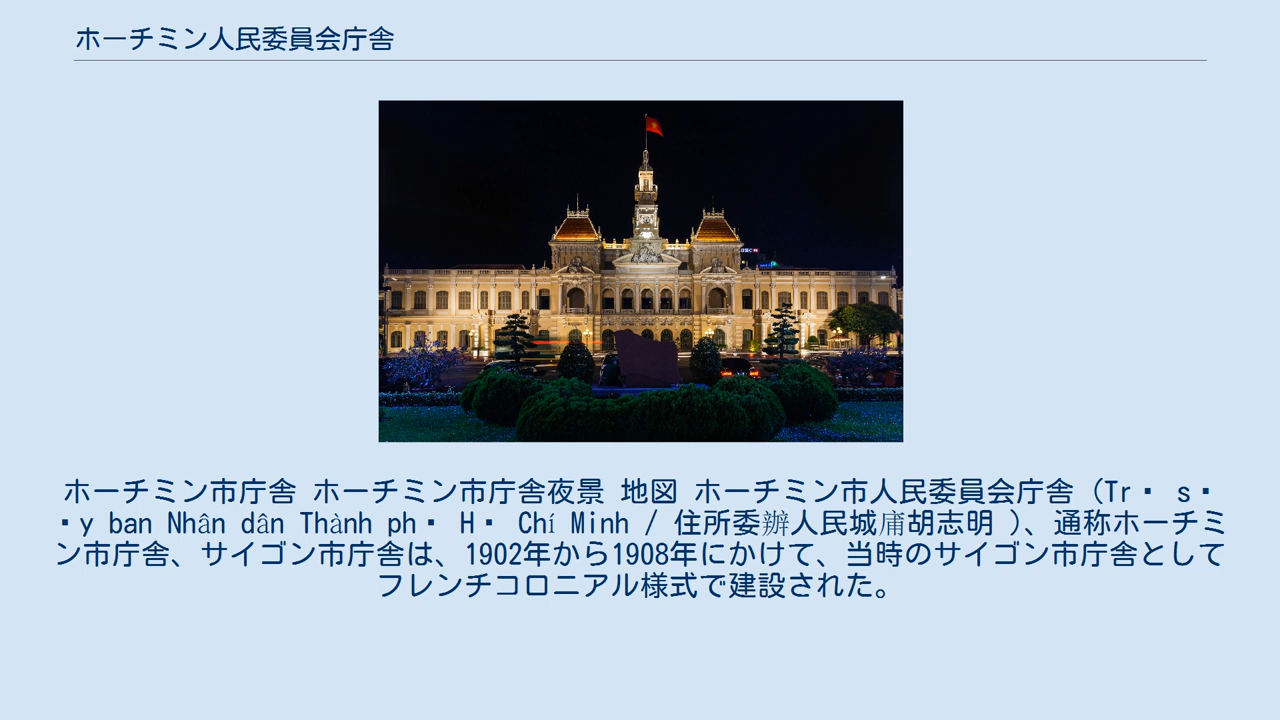 ホーチミン人民委員会庁舎
ホーチミン市庁舎 ホーチミン市庁舎夜景 地図 ホーチミン市人民委員会庁舎 (Tr▪ s▪
▪y ban Nhân dân Thành ph▪ H▪ Chí Minh / 住所委辦人民城庯胡志明 )、通称ホーチミ
ン市庁舎、サイゴン市庁舎は、1902年から1908年にかけて、当時のサイゴン市庁舎として
フレンチコロニアル様式で建設された。